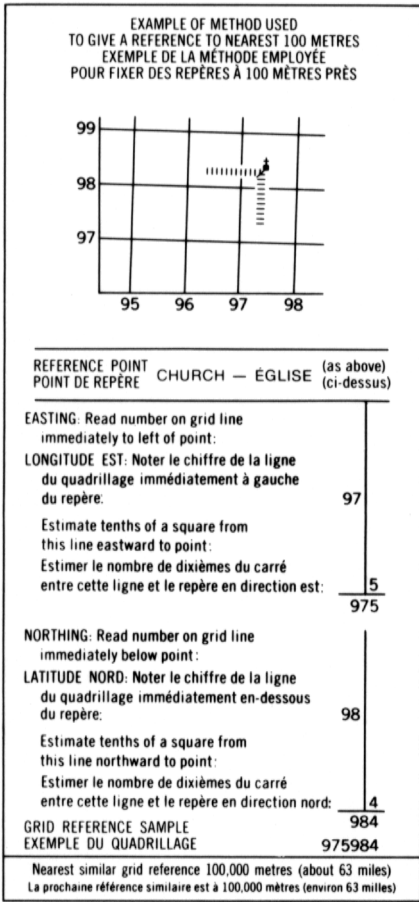 EXAMPLE OF METHOD USED
TO GIVE A REFERENCE TO NEAREST 100 METRES
EXEMPLE DE LA MÉTHODE EMPLOYÉE
POUR FIXER DES REPÈRES À 100 MÈTRES PRÈS
99
98
97
95 96 97 98
REFERENCE POINT CHURCH — ÉGLISE (as above)
POINT DE REPÈRE (ci-dessus)
EASTING: Read number on grid line
immediately to left of point:
LONGITUDE EST: Noter le chiffre de la ligne
du quadrillage immédiatement à gauche
du repère: 97
Estimate tenths of a square from
this line eastward to point:
Estimer le nombre de dixièmes du carré
entre cette ligne et le repère en direction est: 5
975
NORTHING: Read number on grid line
immediately below point:
LATITUDE NORD: Noter le chiffre de la ligne
du quadrillage immédiatement en-dessous
du repère: 98
Estimate tenths of a square from
this line northward to point:
Estimer le nombre de dixièmes du carré
entre cette ligne et le repère en direction nord: 4
GRID REFERENCE SAMPLE 984
EXEMPLE DU QUADRILLAGE 975984
Nearest similar grid reference 100,000 metres (about 63 miles)
La prochaine référence similaire est à 100,000 mètres (environ 63 milles)